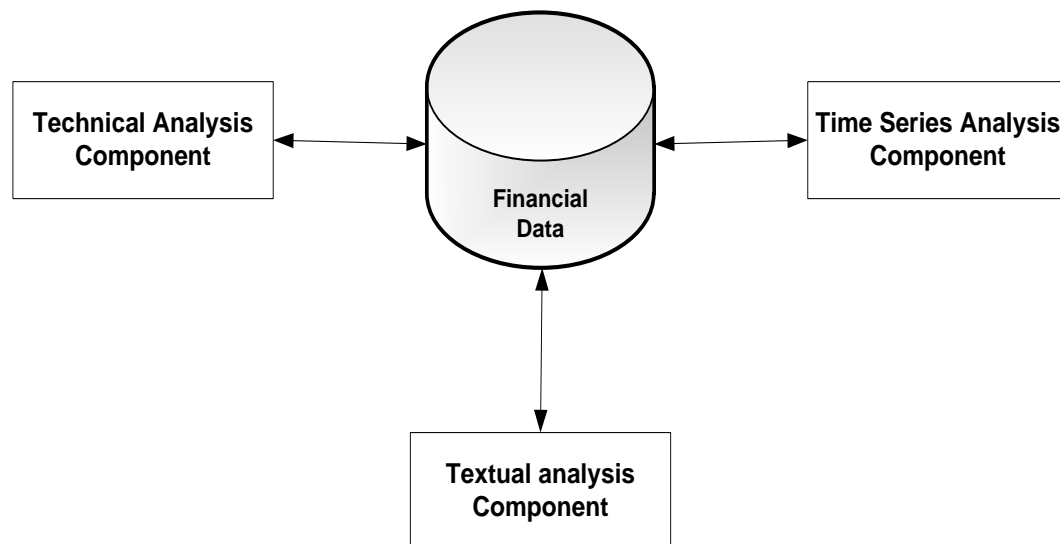 Technical Analysis
Component
Financial
Data
Time Series Analysis
Component
Textual analysis
Component